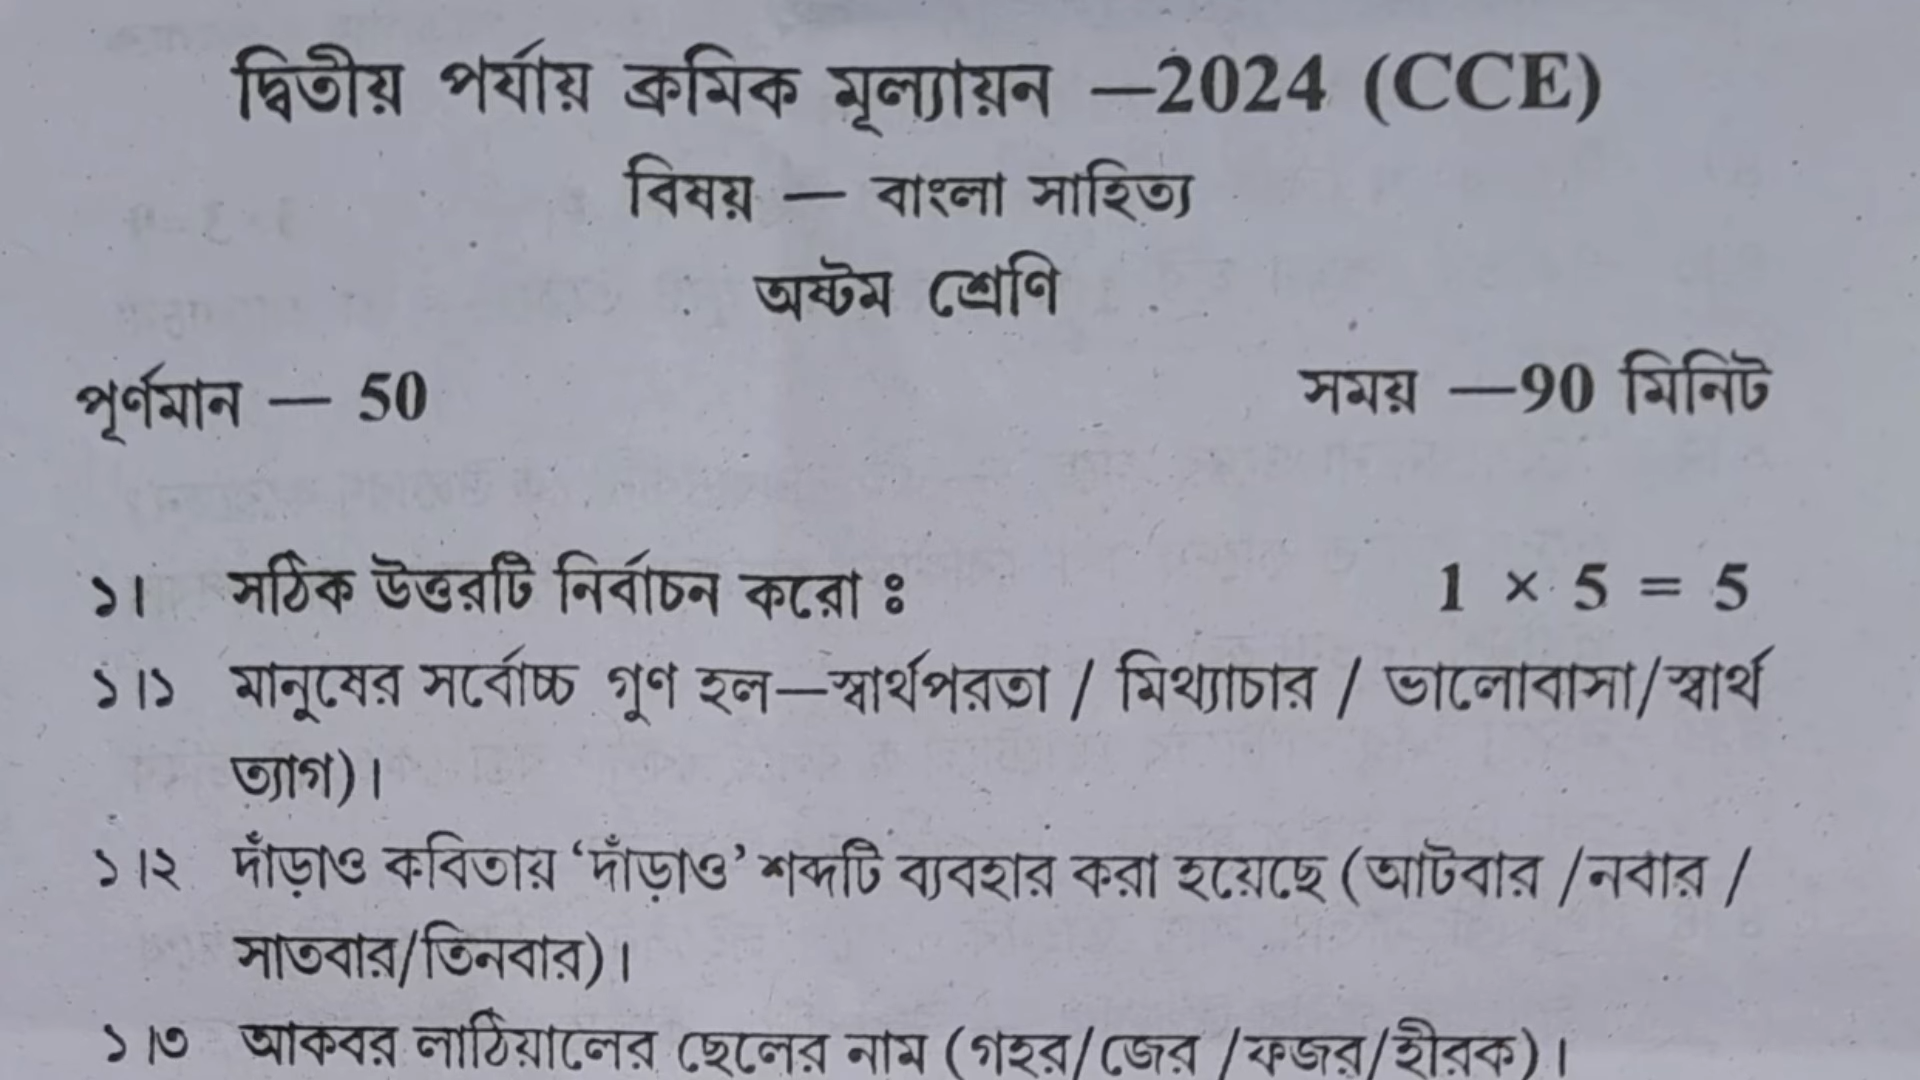 দ্বিতীয় পর্যায় ক্রমিক মূল্যায়ন —2024 (CCE)
বিষয় — বাংলা সাহিত্য
অষ্টম শ্রেণি
পূর্ণমান — 50 সময় —90 মিনিট
১। সঠিক উত্তরটি নির্বাচন করো ঃ 1 × 5 = 5
১।১ মানুষের সর্বোচ্চ গুণ হল—স্বার্থপরতা / মিথ্যাচার / ভালোবাসা/স্বার্থ
ত্যাগ)।
১।২ দাঁড়াও কবিতায় ‘দাঁড়াও’ শব্দটি ব্যবহার করা হয়েছে (আটবার /নবার /
সাতবার/তিনবার)।
১।৩ আকবর লাঠিয়ালের ছেলের নাম (গহর/জের /ফজর/হীরক)।